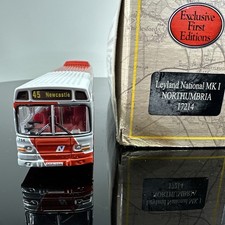 Exclusive
First
Editions
45 Newcastle
Leyland National MK I
NORTHUMBRIA
17214
N